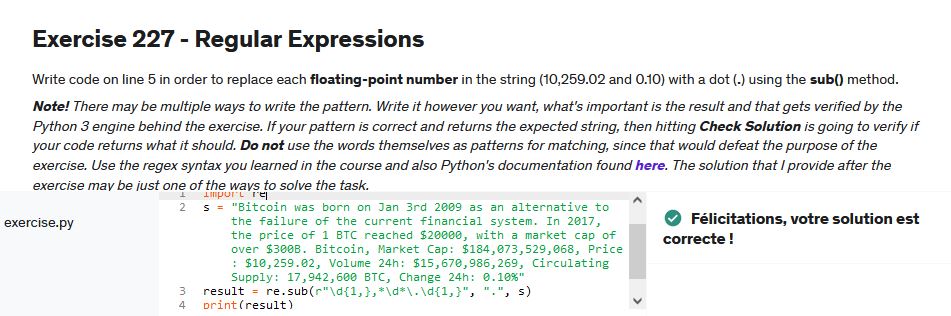 Exercise 227 - Regular Expressions
Write code on line 5 in order to replace each floating-point number in the string (10,259.02 and 0.10) with a dot (.) using the sub() method.
Note! There may be multiple ways to write the pattern. Write it however you want, what's important is the result and that gets verified by the
Python 3 engine behind the exercise. If your pattern is correct and returns the expected string, then hitting Check Solution is going to verify if
your code returns what it should. Do not use the words themselves as patterns for matching, since that would defeat the purpose of the
exercise. Use the regex syntax you learned in the course and also Python's documentation found here. The solution that I provide after the
exercise may be just one of the ways to solve the task.
exercise.py
1 import re
2 s = "Bitcoin was born on Jan 3rd 2009 as an alternative to
the failure of the current financial system. In 2017,
the price of 1 BTC reached $20000, with a market cap of
over $300B. Bitcoin, Market Cap: $184,073,529,068, Price
: $10,259.02, Volume 24h: $15,670,986,269, Circulating
Supply: 17,942,600 BTC, Change 24h: 0.10%"
3 result = re.sub(r"\d{1,},*\d*\.\d{1,}", ".", s)
4 print(result)
Félicitations, votre solution est
correcte !